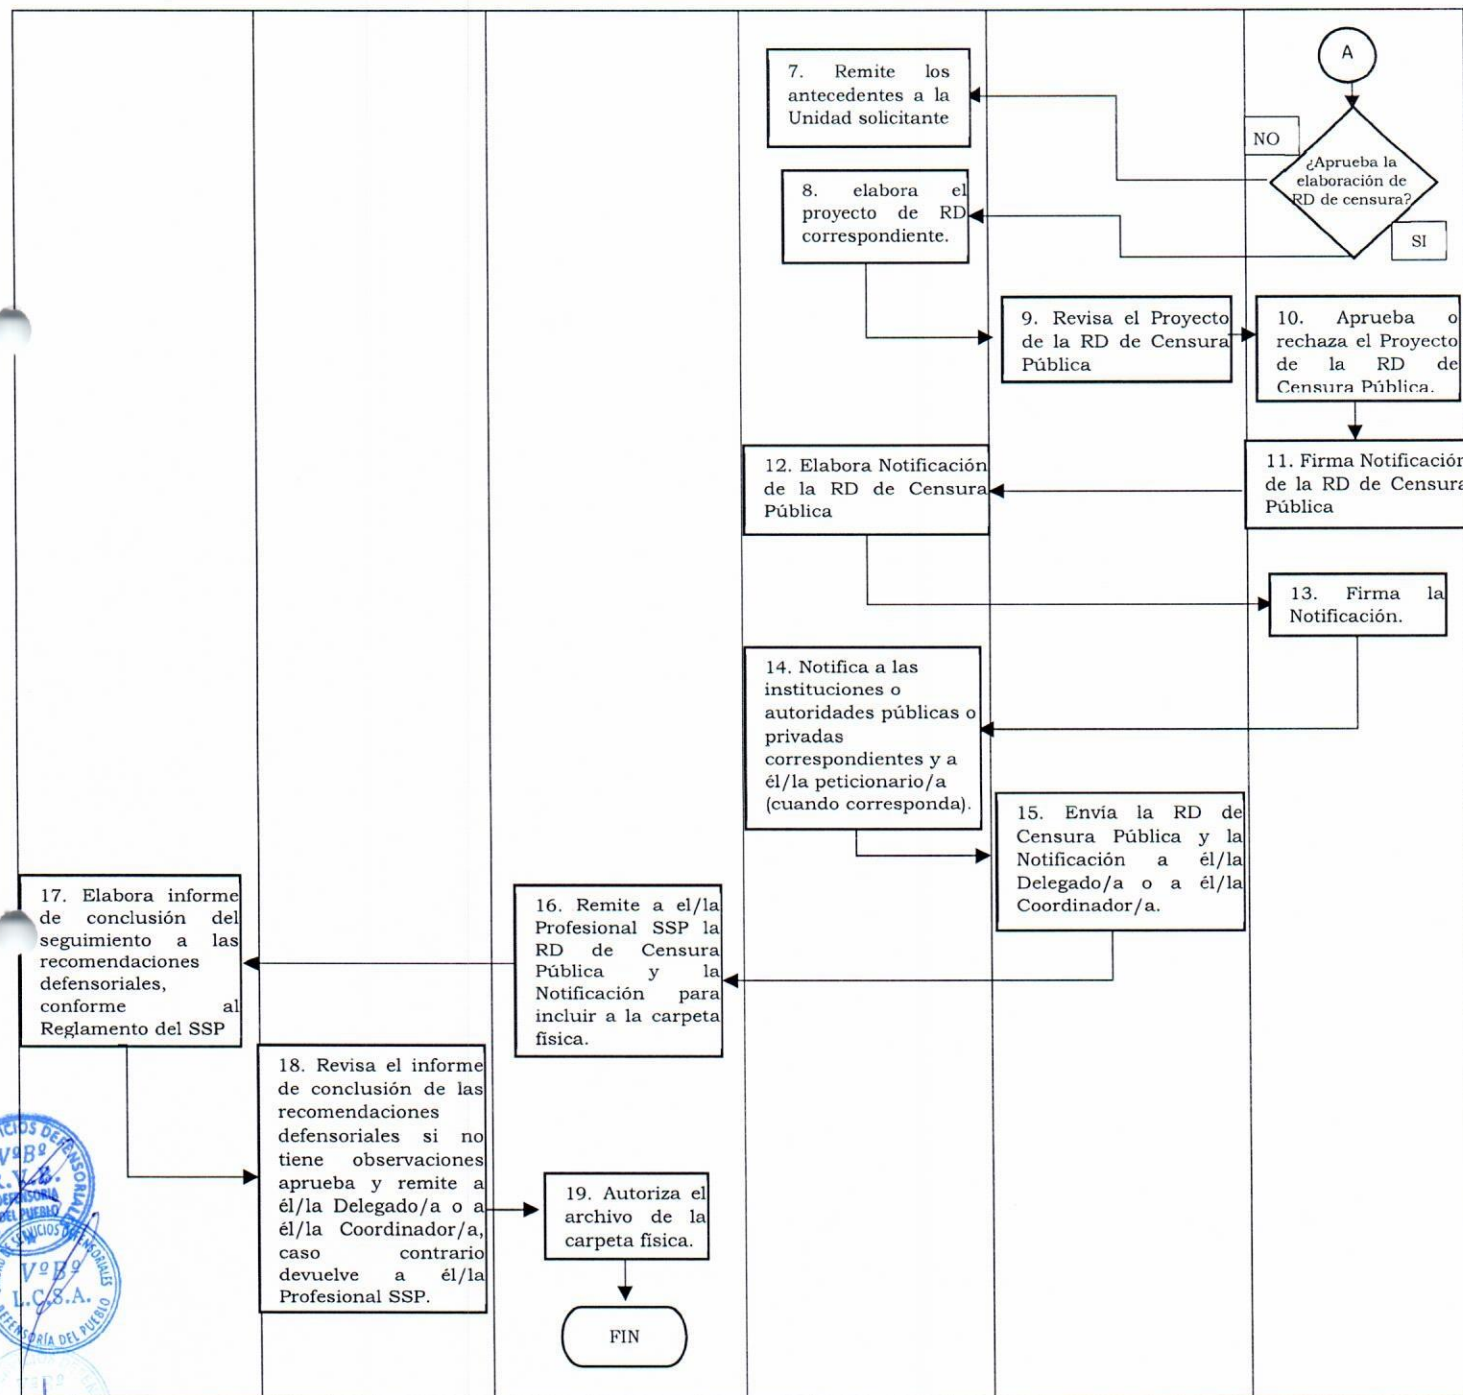 A
7. Remite los
antecedentes a la
Unidad solicitante
NO
¿Aprueba la
elaboración de
RD de censura?
SI
8. elabora el
proyecto de RD
correspondiente.
9. Revisa el Proyecto
de la RD de Censura
Pública
10. Aprueba o
rechaza el Proyecto
de la RD de
Censura Pública.
12. Elabora Notificación
de la RD de Censura
Pública
11. Firma Notificación
de la RD de Censura
Pública
13. Firma la
Notificación.
14. Notifica a las
instituciones o
autoridades públicas o
privadas
correspondientes y a
él/la peticionario/a
(cuando corresponda).
15. Envía la RD de
Censura Pública y la
Notificación a él/la
Delegado/a o a él/la
Coordinador/a.
17. Elabora informe
de conclusión del
seguimiento a las
recomendaciones
defensoriales,
conforme al
Reglamento del SSP
16. Remite a el/la
Profesional SSP la
RD de Censura
Pública y la
Notificación para
incluir a la carpeta
física.
18. Revisa el informe
de conclusión de las
recomendaciones
defensoriales si no
tiene observaciones
aprueba y remite a
él/la Delegado/a o a
él/la Coordinador/a,
caso contrario
devuelve a él/la
Profesional SSP.
19. Autoriza el
archivo de la
carpeta física.
FIN
VºBº
DEFENSORIA
DEL PUEBLO
VºBº
L.C.S.A.
DEFENSORÍA DEL PUEBLO